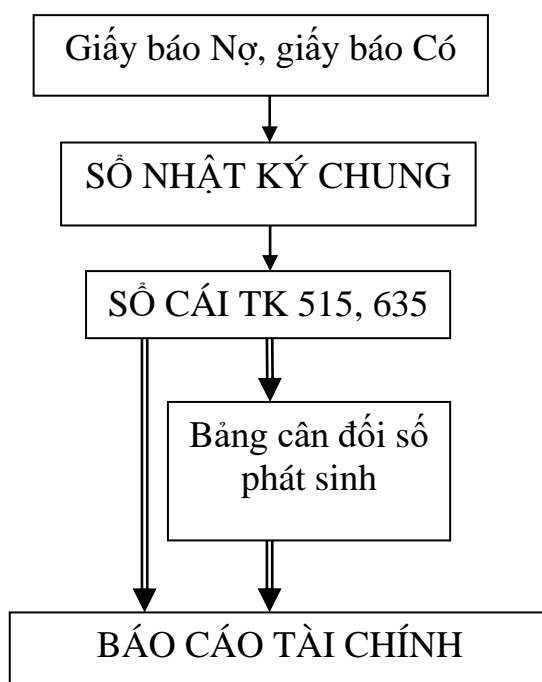 Giấy báo Nợ, giấy báo Có
SỔ NHẬT KÝ CHUNG
SỔ CÁI TK 515, 635
Bảng cân đối số
phát sinh
BÁO CÁO TÀI CHÍNH